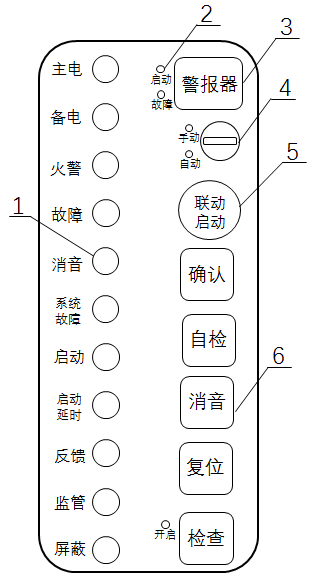 2
3
主电
启动
故障
警报器
4
备电
手动
自动
火警
5
1
故障
联动
启动
消音
确认
系统
故障
自检
启动
6
启动
延时
消音
反馈
复位
监管
开启
检查
屏蔽